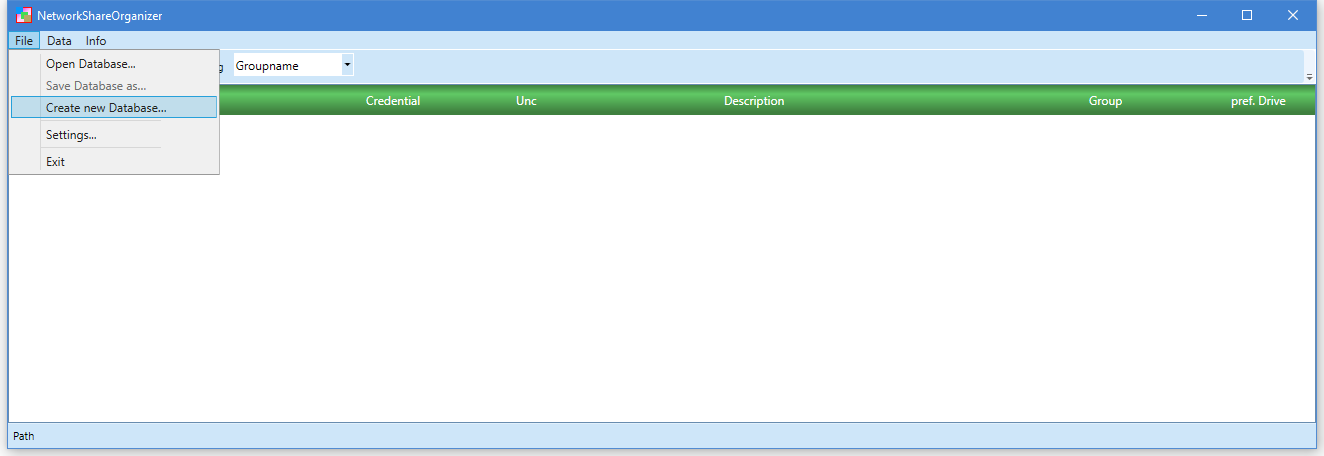 NetworkShareOrganizer
File Data Info
Open Database...
Groupname
Save Database as...
Create new Database...
Credential Unc Description Group pref. Drive
Settings...
Exit
Path